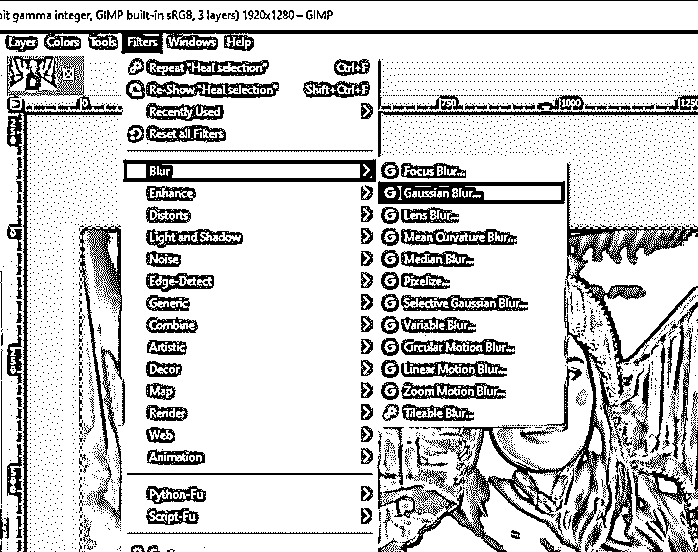 bit gamma integer, GIMP built-in sRGB, 3 layers) 1920x1280 – GIMP
Layer Colors Tools Filters Windows Help
Repeat "Heal selection" Ctrl+F
Re-Show "Heal selection" Shift+Ctrl+F
Recently Used
Reset all Filters
0 750 1000 1250
Blur
Enhance
Distorts
Light and Shadow
Noise
Edge-Detect
Generic
Combine
Artistic
Decor
Map
Render
Web
Animation
Python-Fu
Script-Fu
Focus Blur...
Gaussian Blur...
Lens Blur...
Mean Curvature Blur...
Median Blur...
Pixelize...
Selective Gaussian Blur...
Variable Blur...
Circular Motion Blur...
Linear Motion Blur...
Zoom Motion Blur...
Tileable Blur...